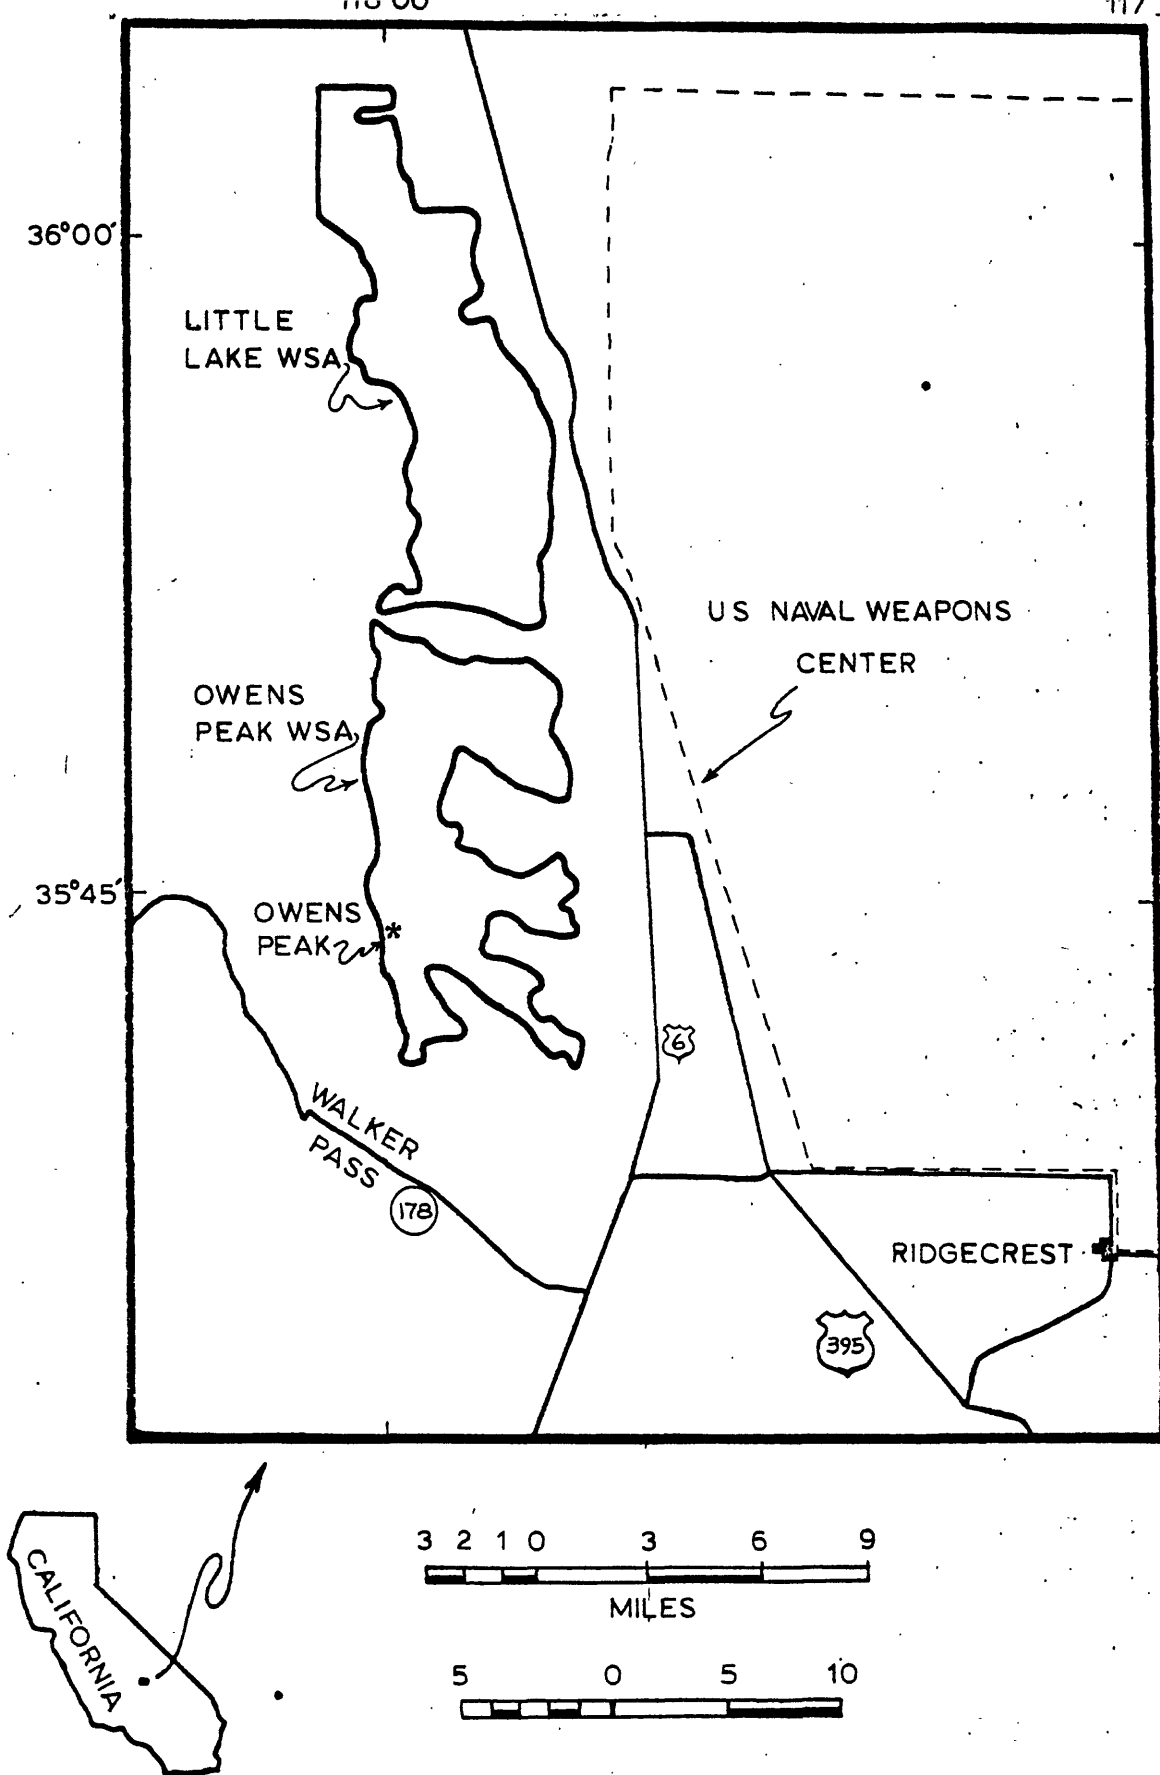 36°00'
LITTLE
LAKE WSA
US NAVAL WEAPONS
CENTER
OWENS
PEAK WSA
35°45'
OWENS
PEAK
*
6
WALKER
PASS
178
RIDGECREST
395
3 2 1 0 3 6 9
MILES
CALIFORNIA
5 0 5 10